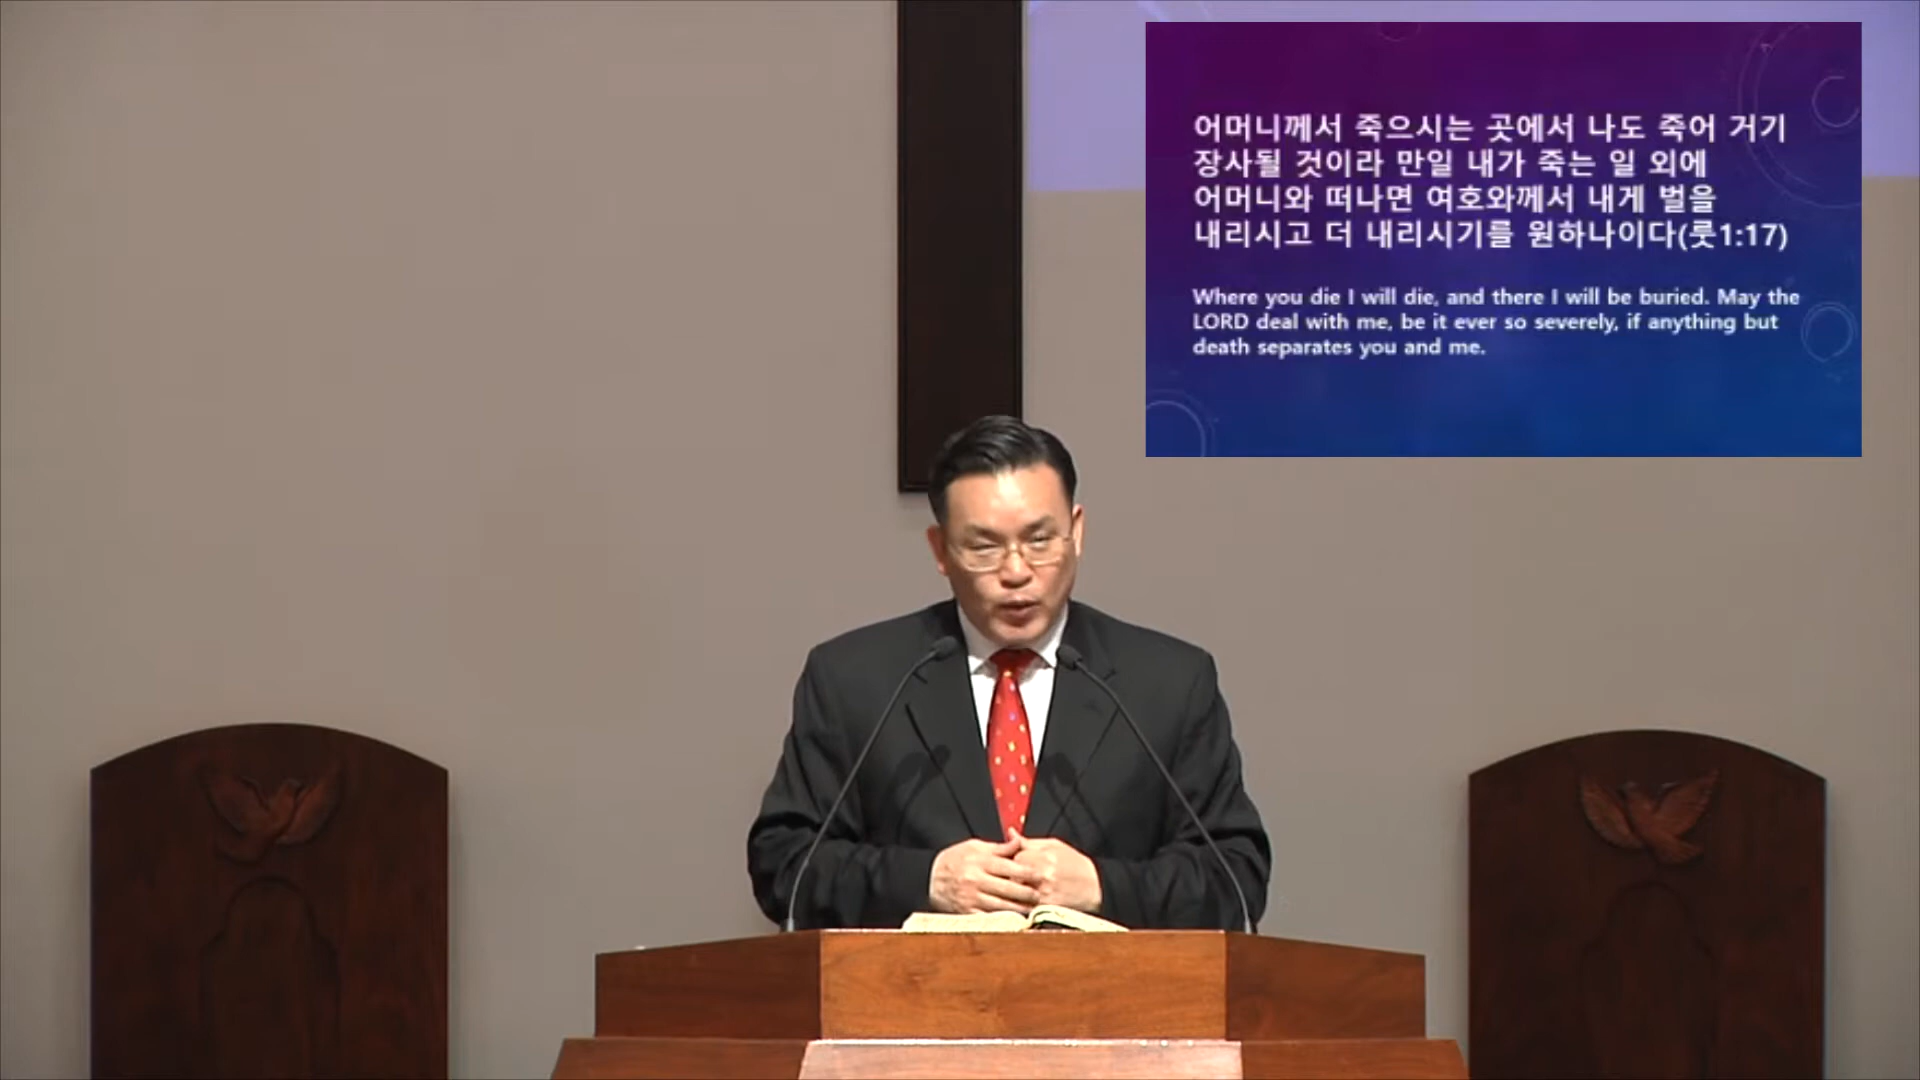 어머니께서 죽으시는 곳에서 나도 죽어 거기
장사될 것이라 만일 내가 죽는 일 외에
어머니와 떠나면 여호와께서 내게 벌을
내리시고 더 내리시기를 원하나이다(룻1:17)
Where you die I will die, and there I will be buried. May the
LORD deal with me, be it ever so severely, if anything but
death separates you and me.